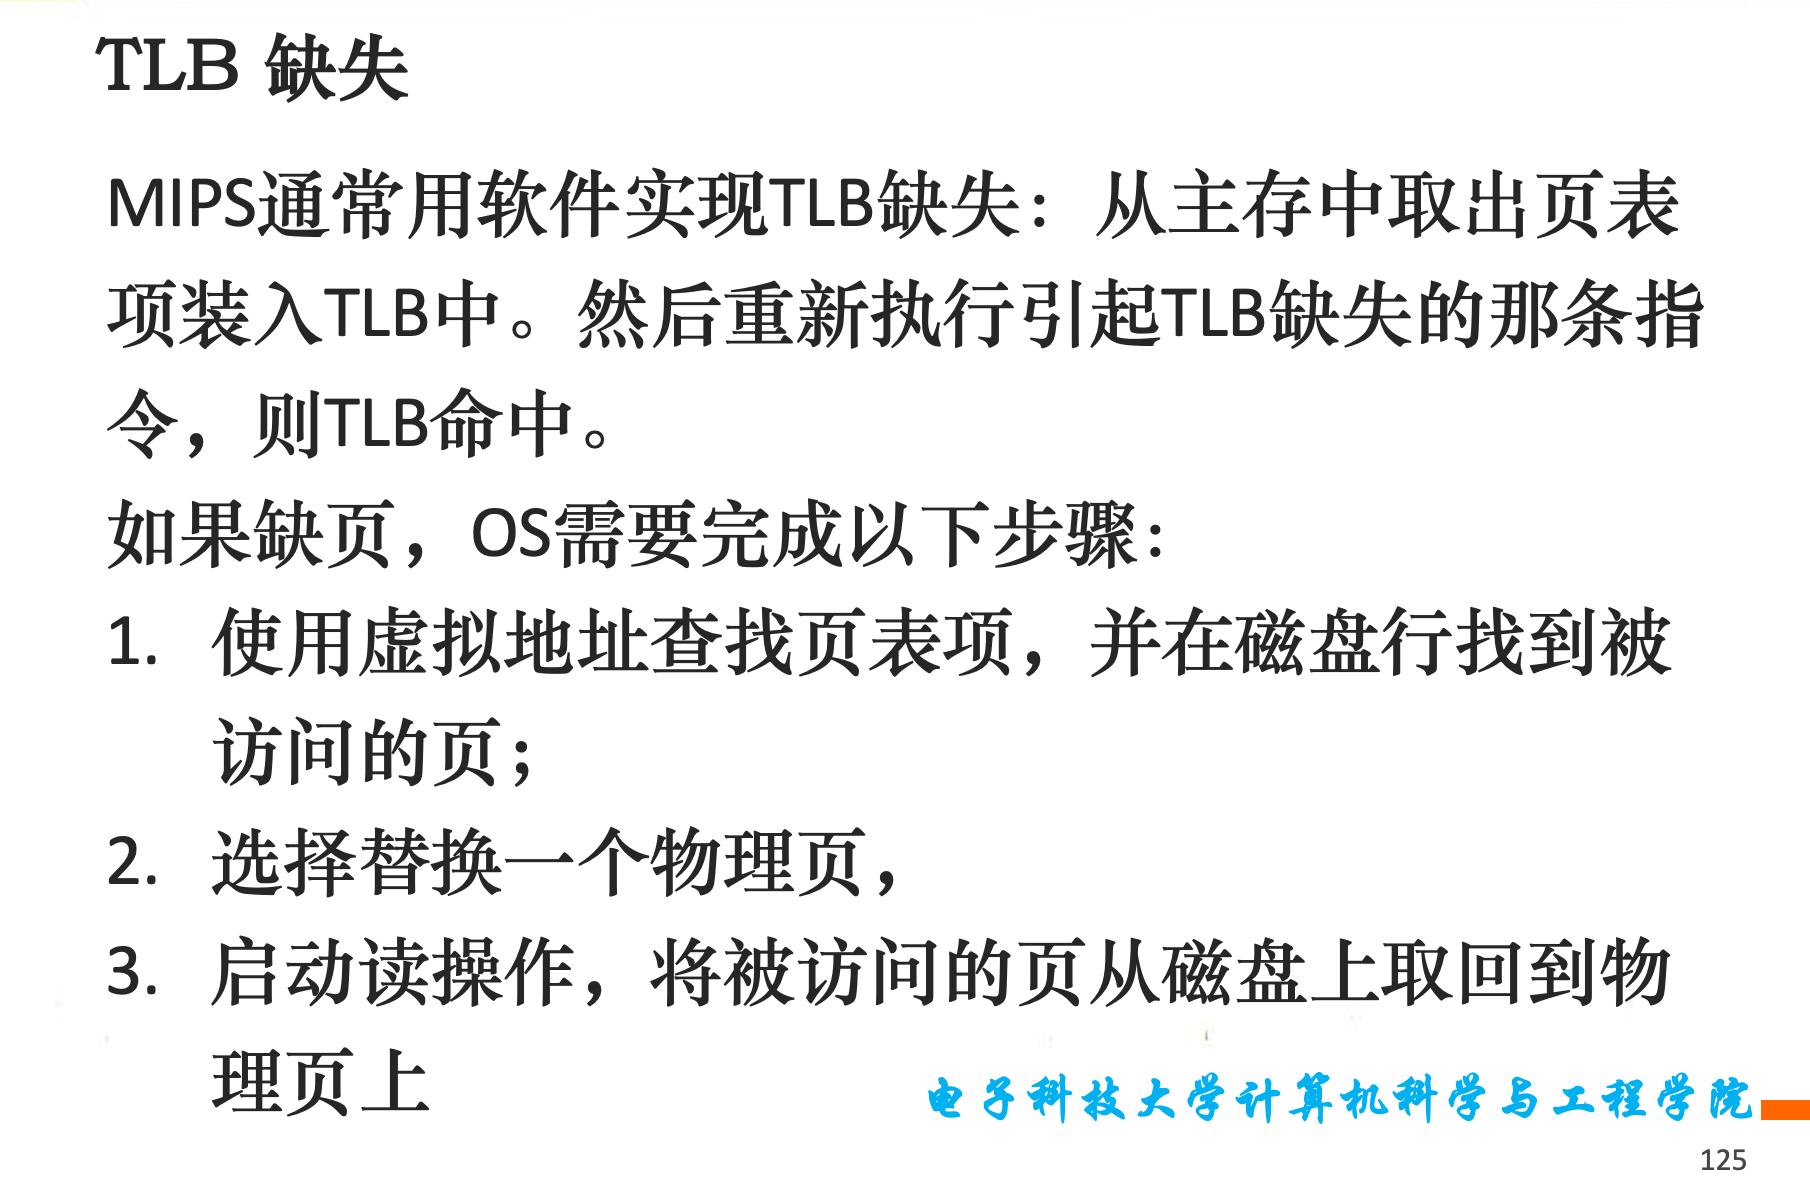 TLB 缺失
MIPS通常用软件实现TLB缺失：从主存中取出页表
项装入TLB中。然后重新执行引起TLB缺失的那条指
令，则TLB命中。
如果缺页，OS需要完成以下步骤：
1. 使用虚拟地址查找页表项，并在磁盘行找到被
访问的页；
2. 选择替换一个物理页，
3. 启动读操作，将被访问的页从磁盘上取回到物
理页上
电子科技大学计算机科学与工程学院
125